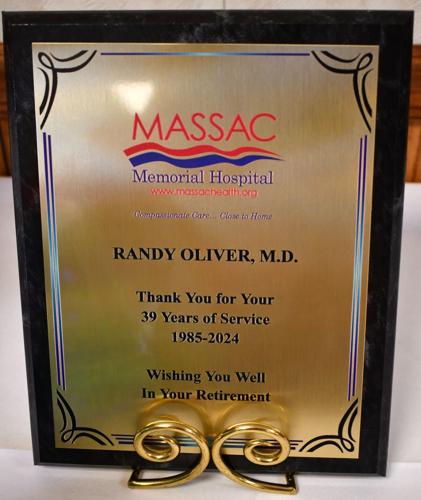 MASSAC
Memorial Hospital
www.massachealth.org
Compassionate Care... Close to Home
RANDY OLIVER, M.D.
Thank You for Your
39 Years of Service
1985-2024
Wishing You Well
In Your Retirement